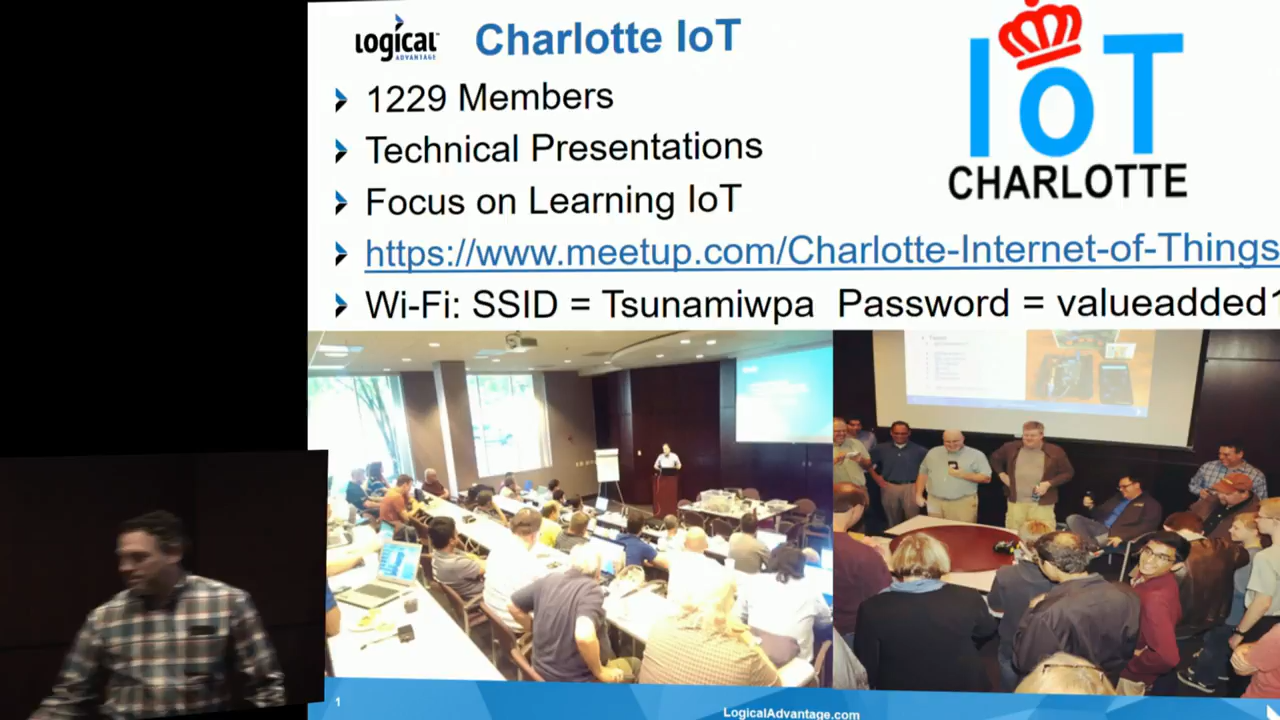 logical
ADVANTAGE
Charlotte IoT
IoT
CHARLOTTE
1229 Members
Technical Presentations
Focus on Learning IoT
https://www.meetup.com/Charlotte-Internet-of-Things
Wi-Fi: SSID = Tsunamiwpa Password = valueadded1
1
LogicalAdvantage.com